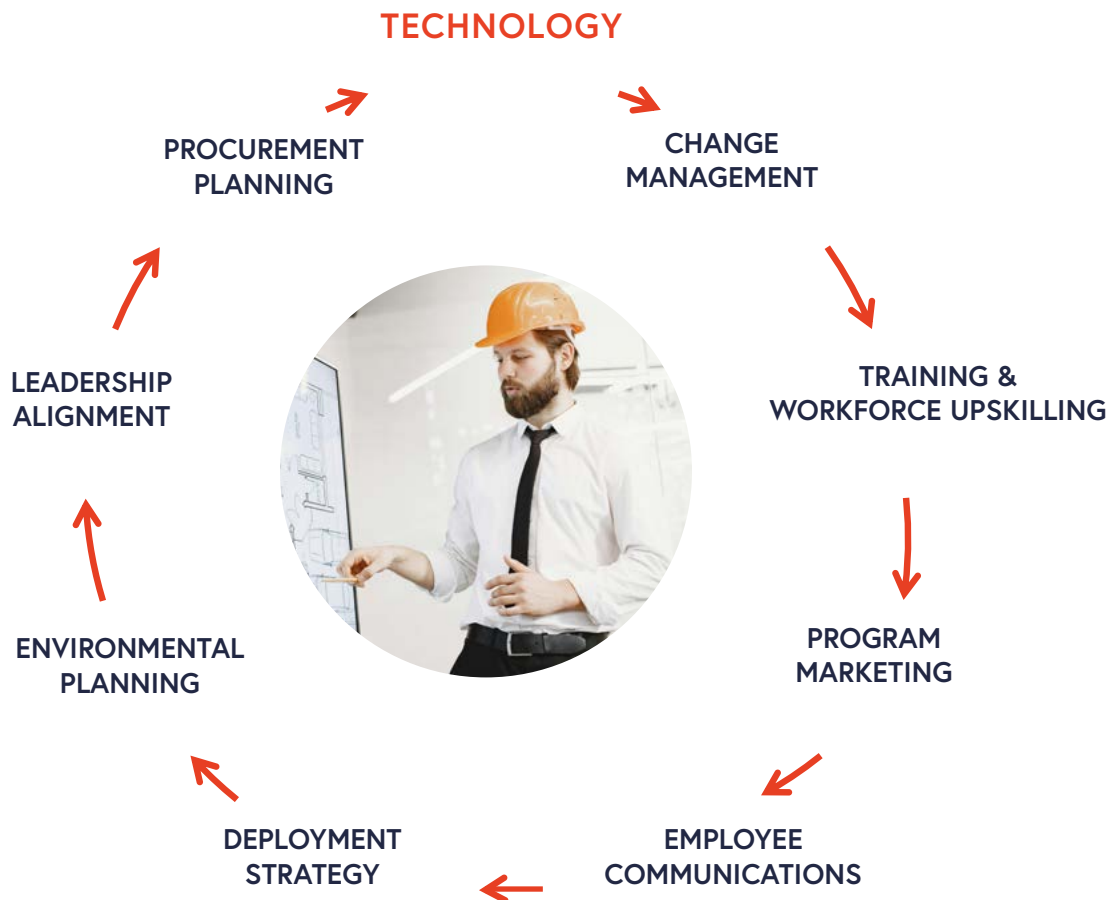 TECHNOLOGY
CHANGE
MANAGEMENT
TRAINING &
WORKFORCE UPSKILLING
PROGRAM
MARKETING
EMPLOYEE
COMMUNICATIONS
DEPLOYMENT
STRATEGY
ENVIRONMENTAL
PLANNING
LEADERSHIP
ALIGNMENT
PROCUREMENT
PLANNING